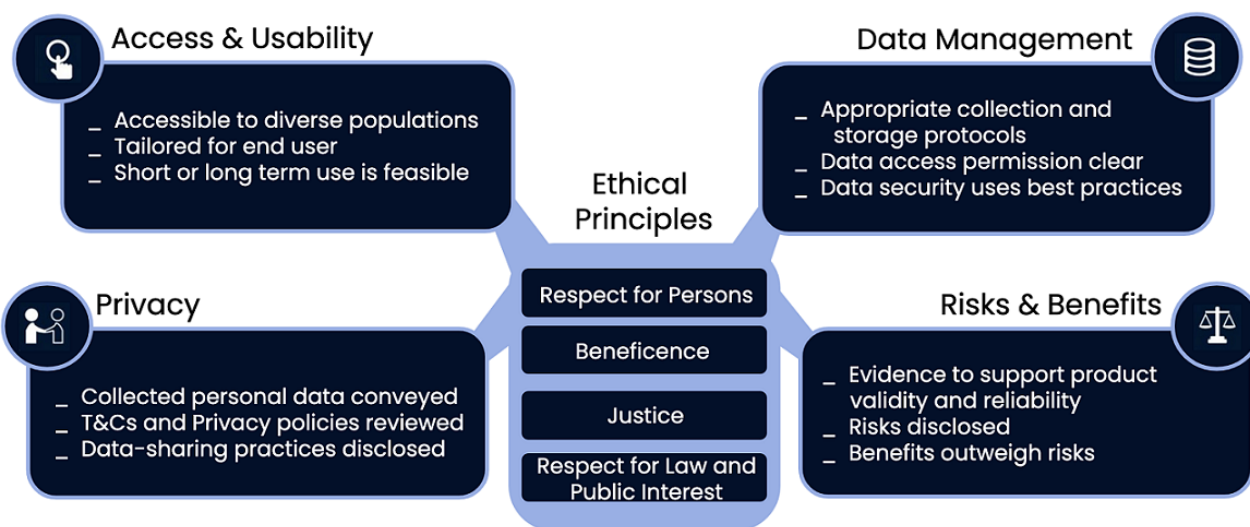 Access & Usability
_ Accessible to diverse populations
_ Tailored for end user
_ Short or long term use is feasible
Data Management
_ Appropriate collection and
storage protocols
_ Data access permission clear
_ Data security uses best practices
Ethical
Principles
Respect for Persons
Beneficence
Justice
Respect for Law and
Public Interest
Privacy
_ Collected personal data conveyed
_ T&Cs and Privacy policies reviewed
_ Data-sharing practices disclosed
Risks & Benefits
_ Evidence to support product
validity and reliability
_ Risks disclosed
_ Benefits outweigh risks